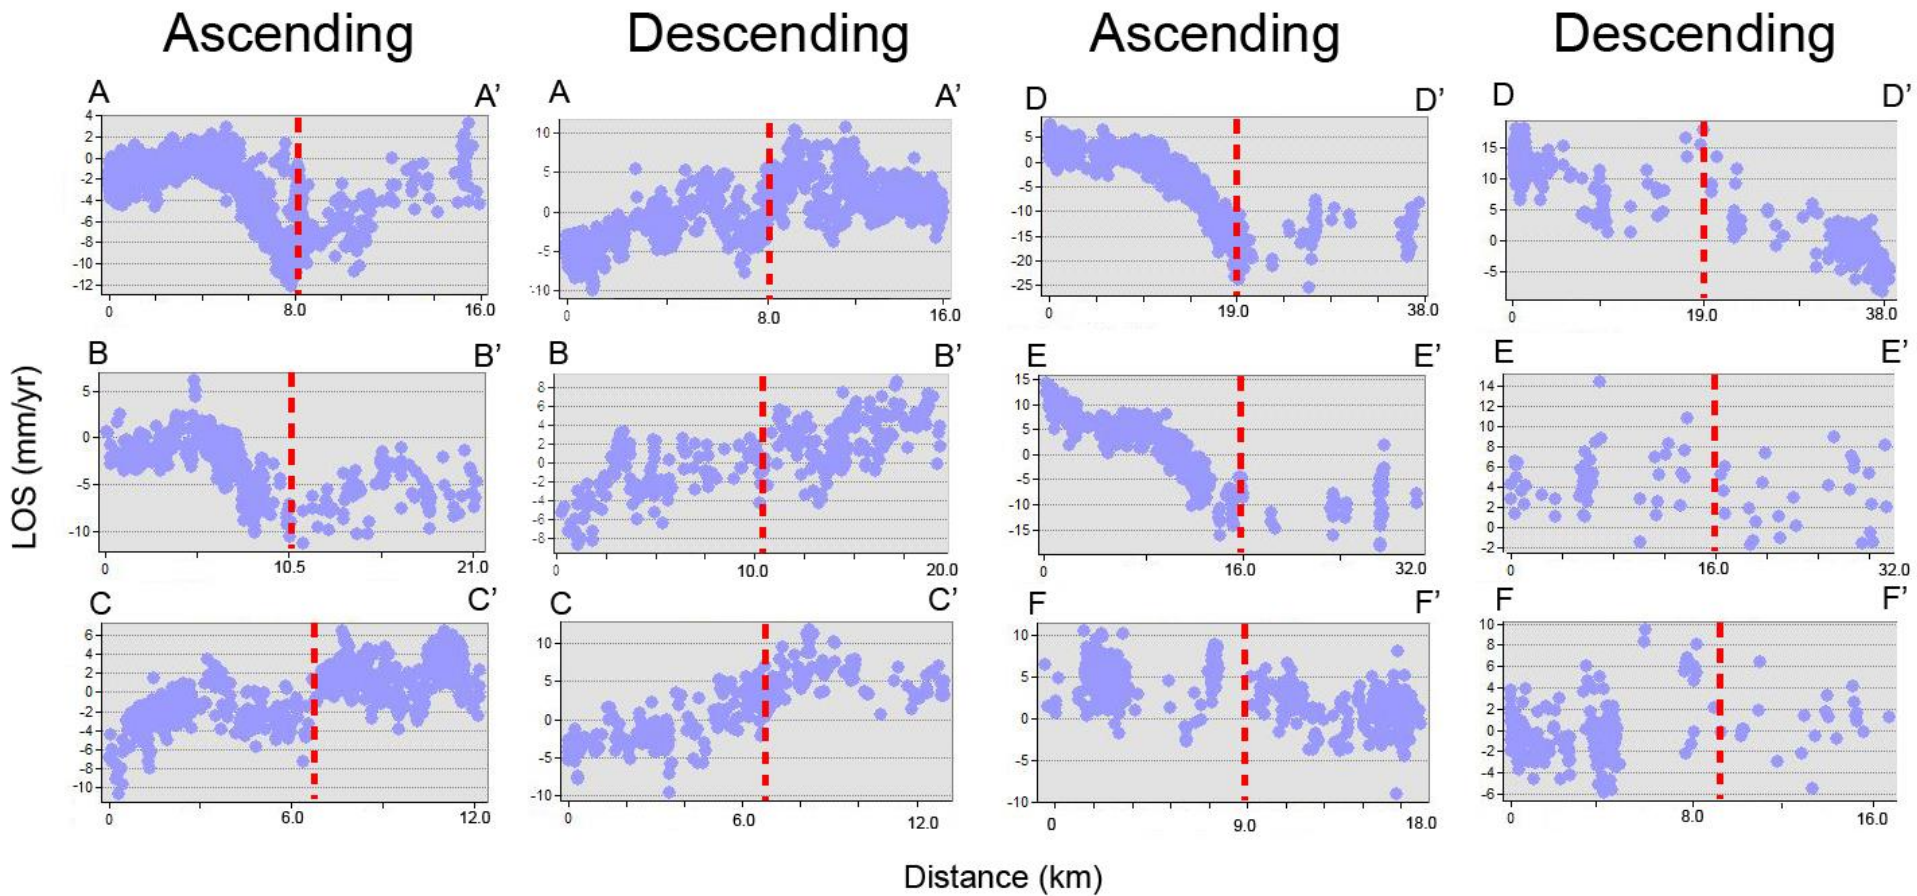 Ascending Descending Ascending Descending
A A’ A A’ D D’ D D’
4 2 0 -2 -4 -6 -8 -10 -12
0 8.0 16.0
10 5 0 -5 -10
0 8.0 16.0
5 0 -5 -10 -15 -20 -25
0 19.0 38.0
15 10 5 0 -5
0 19.0 38.0
B B’ B B’ E E’ E E’
5 0 -5 -10
0 10.5 21.0
8 6 4 2 0 -2 -4 -6 -8
0 10.0 20.0
15 10 5 0 -5 -10 -15
0 16.0 32.0
14 12 10 8 6 4 2 0 -2
0 16.0 32.0
LOS (mm/yr)
C C’ C C’ F F’ F F’
6 4 2 0 -2 -4 -6 -8 -10
0 6.0 12.0
10 5 0 -5 -10
0 6.0 12.0
10 5 0 -5 -10
0 9.0 18.0
10 8 6 4 2 0 -2 -4 -6
0 8.0 16.0
Distance (km)